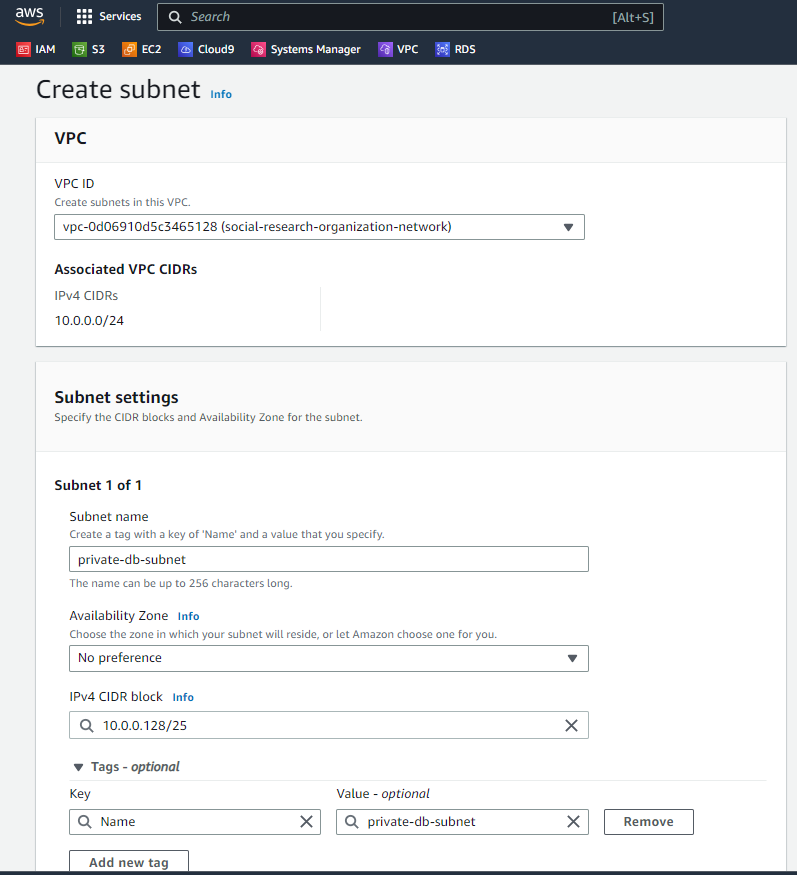 aws Services Search [Alt+S]
IAM S3 EC2 Cloud9 Systems Manager VPC RDS
Create subnet Info
VPC
VPC ID
Create subnets in this VPC.
vpc-0d06910d5c3465128 (social-research-organization-network)
Associated VPC CIDRs
IPv4 CIDRs
10.0.0.0/24
Subnet settings
Specify the CIDR blocks and Availability Zone for the subnet.
Subnet 1 of 1
Subnet name
Create a tag with a key of 'Name' and a value that you specify.
private-db-subnet
The name can be up to 256 characters long.
Availability Zone Info
Choose the zone in which your subnet will reside, or let Amazon choose one for you.
No preference
IPv4 CIDR block Info
10.0.0.128/25
Tags - optional
Key Value - optional
Name private-db-subnet Remove
Add new tag